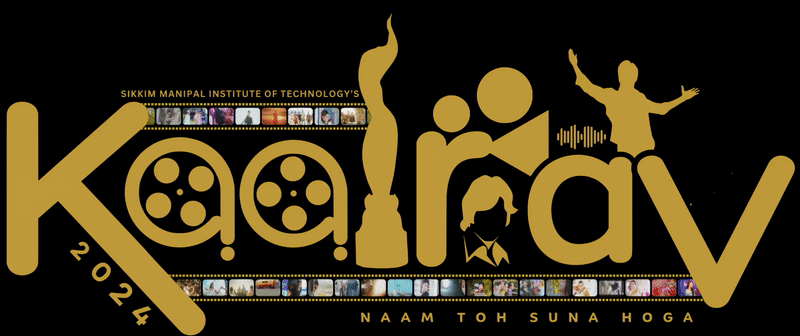 SIKKIM MANIPAL INSTITUTE OF TECHNOLOGY'S
Kaalrav
2024
NAAM TOH SUNA HOGA